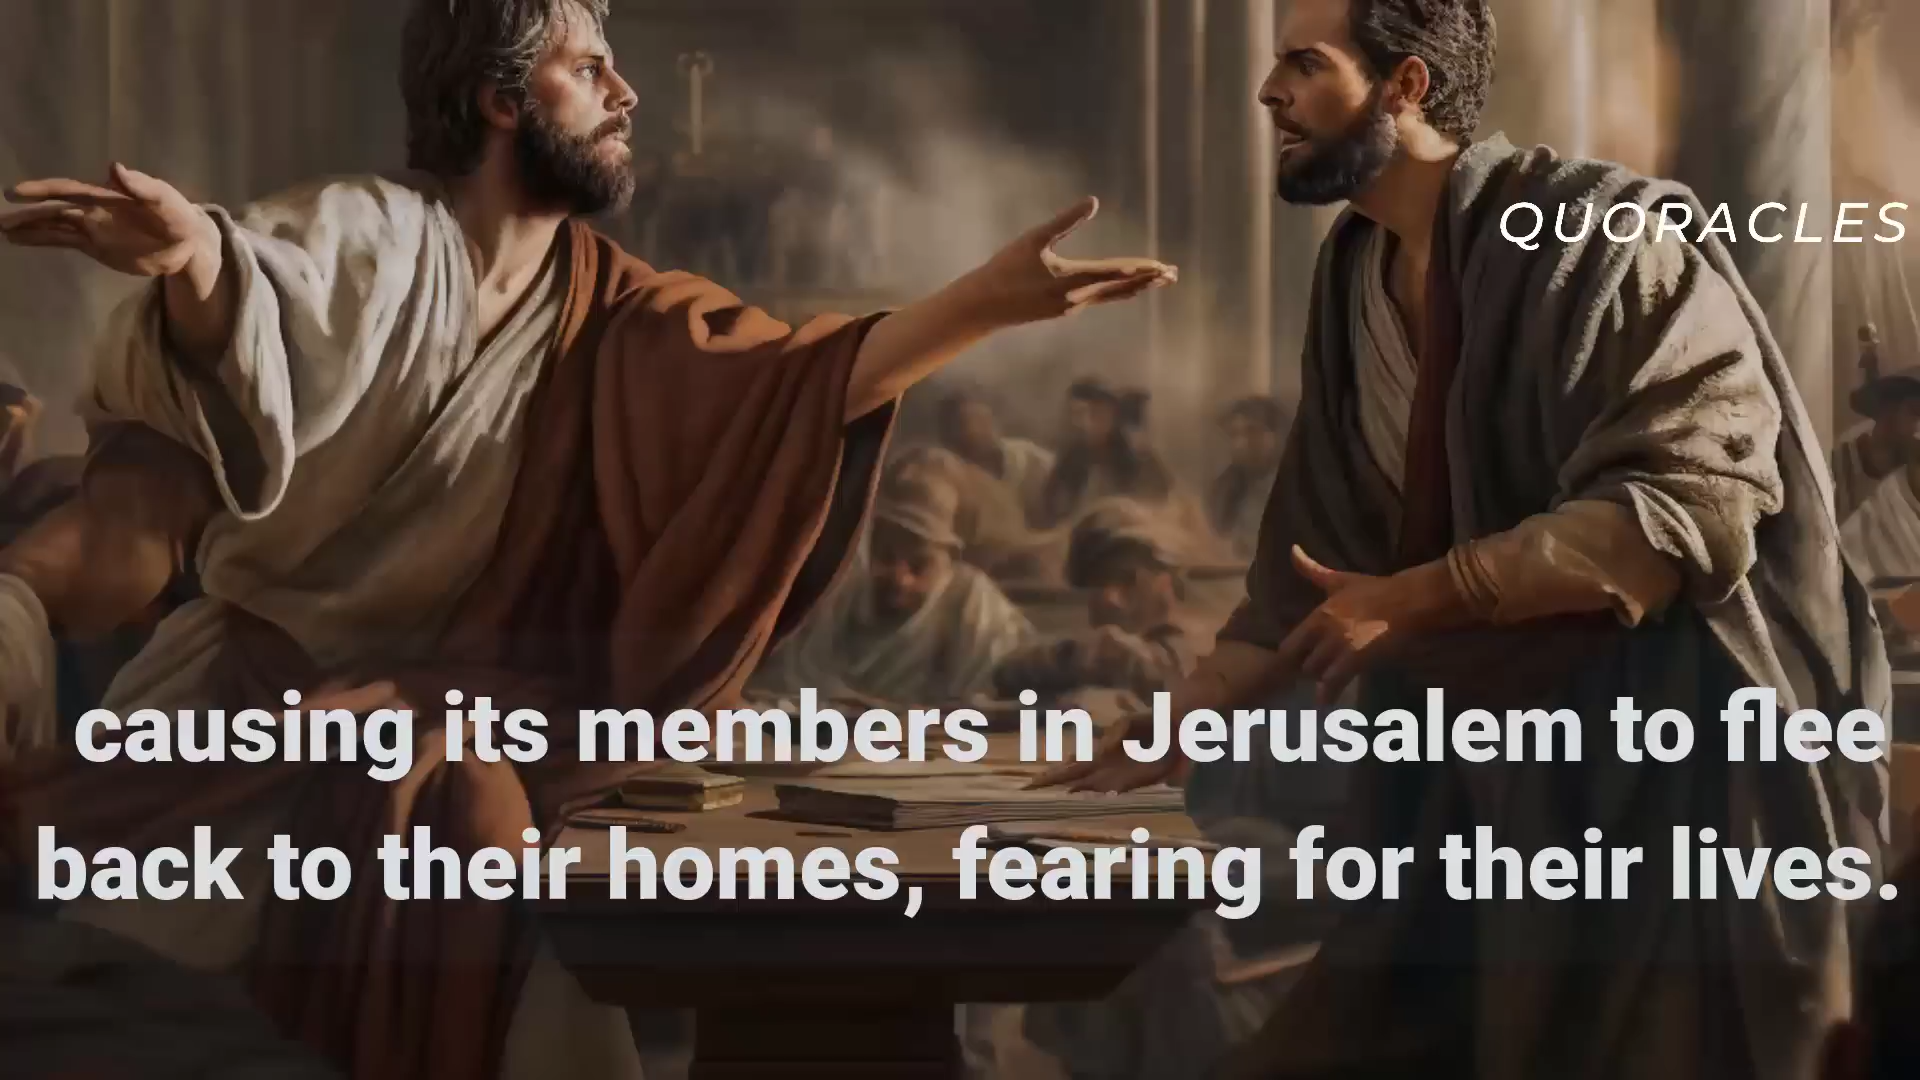 QUORACLES
causing its members in Jerusalem to flee
back to their homes, fearing for their lives.